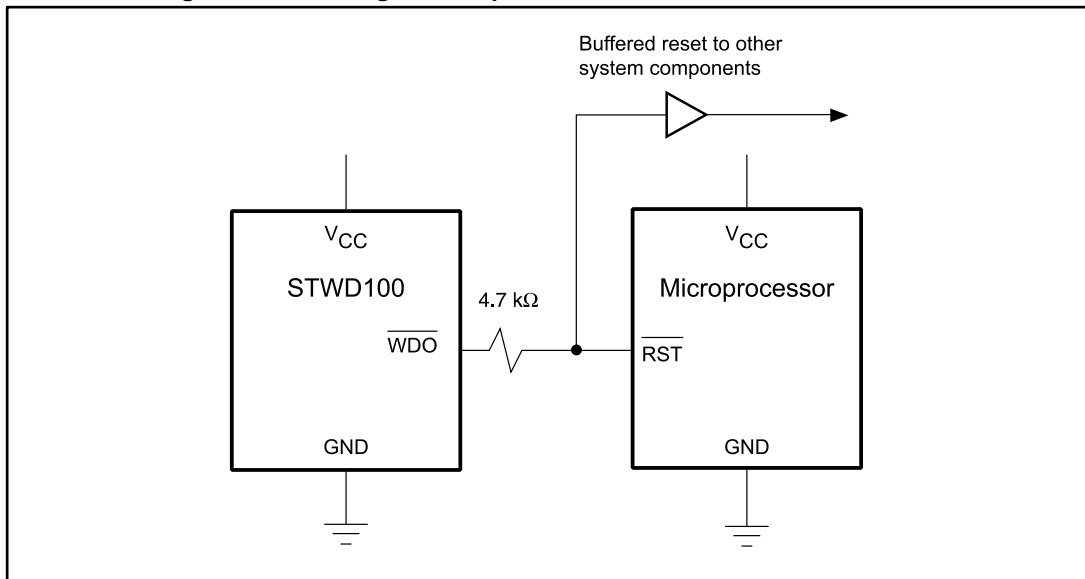 Buffered reset to other
system components
VCC
STWD100
WDO
GND
4.7 kΩ
VCC
Microprocessor
RST
GND